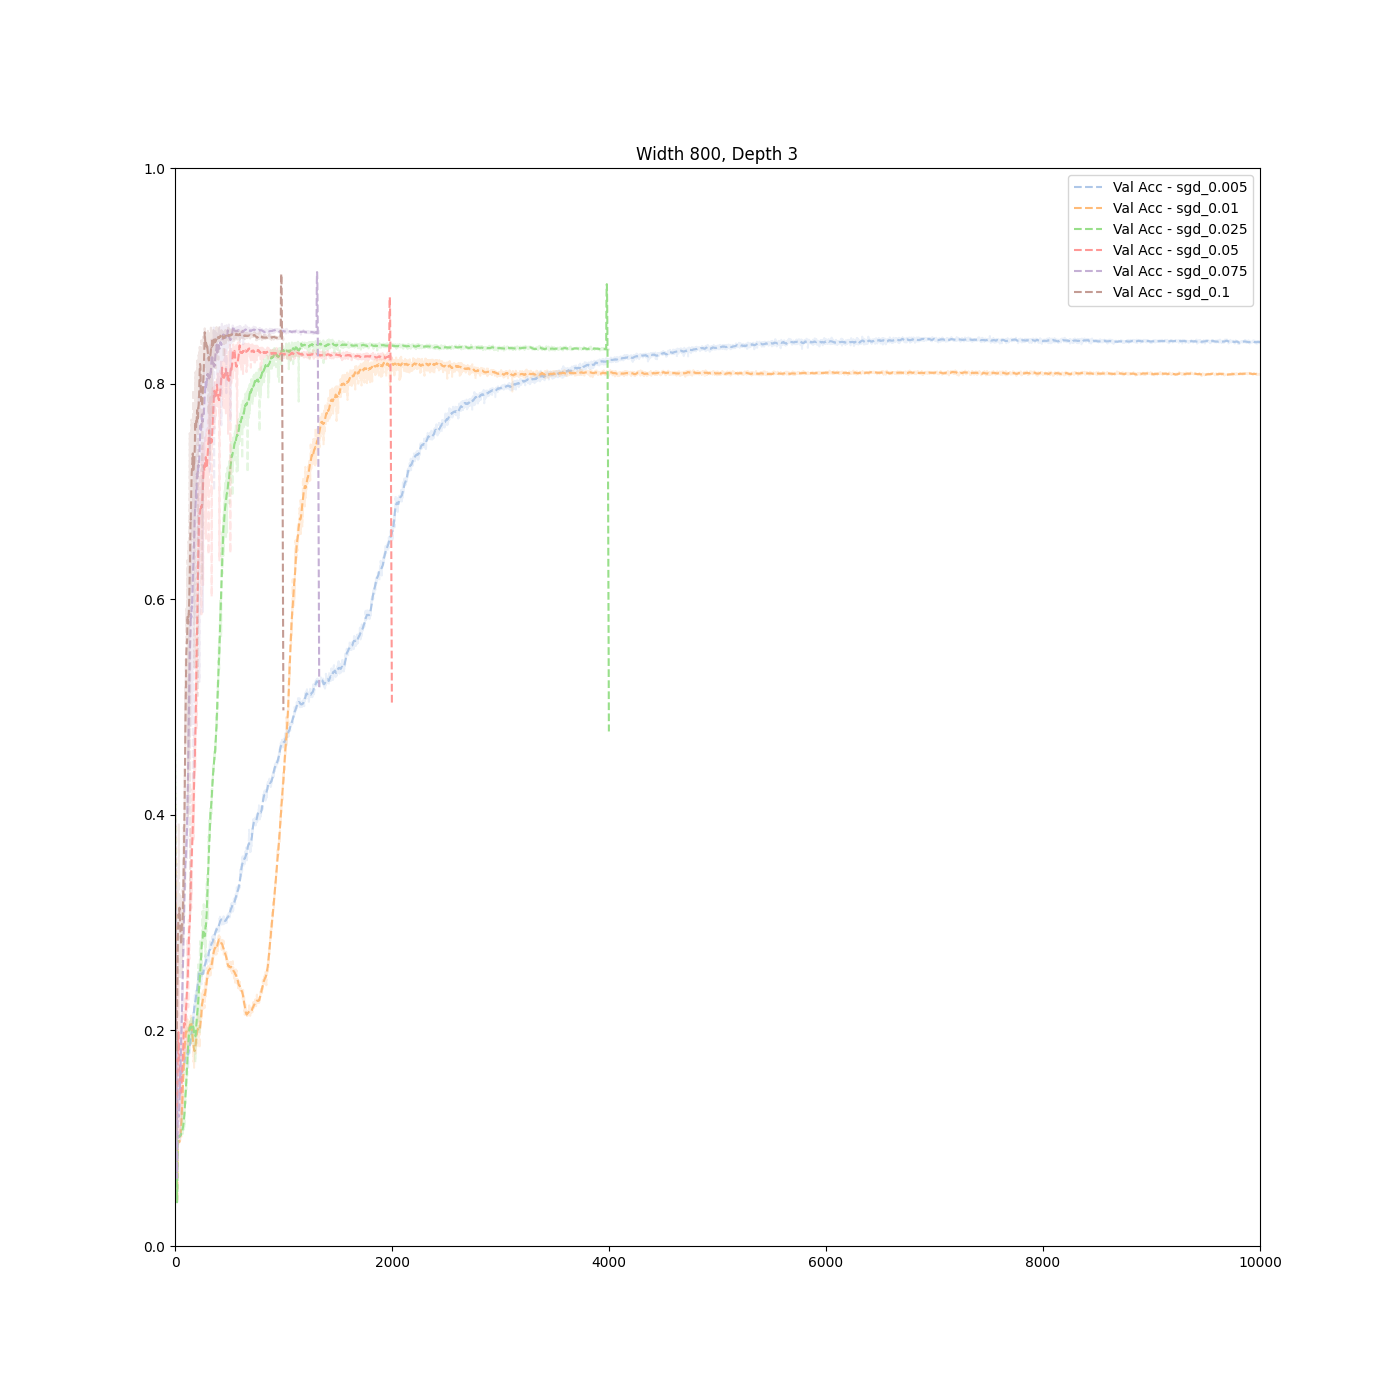 Width 800, Depth 3
1.0
0.8
0.6
0.4
0.2
0.0
0 2000 4000 6000 8000 10000
Val Acc - sgd_0.005
Val Acc - sgd_0.01
Val Acc - sgd_0.025
Val Acc - sgd_0.05
Val Acc - sgd_0.075
Val Acc - sgd_0.1